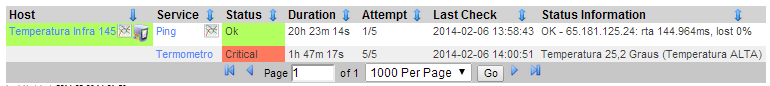 Host Service Status Duration Attempt Last Check Status Information
Temperatura Infra 145 Ping Ok 20h 23m 14s 1/5 2014-02-06 13:58:43 OK - 65.181.125.24: rta 144.964ms, lost 0%
Termometro Critical 1h 47m 17s 5/5 2014-02-06 14:00:51 Temperatura 25,2 Graus (Temperatura ALTA)
Page 1 of 1 1000 Per Page Go